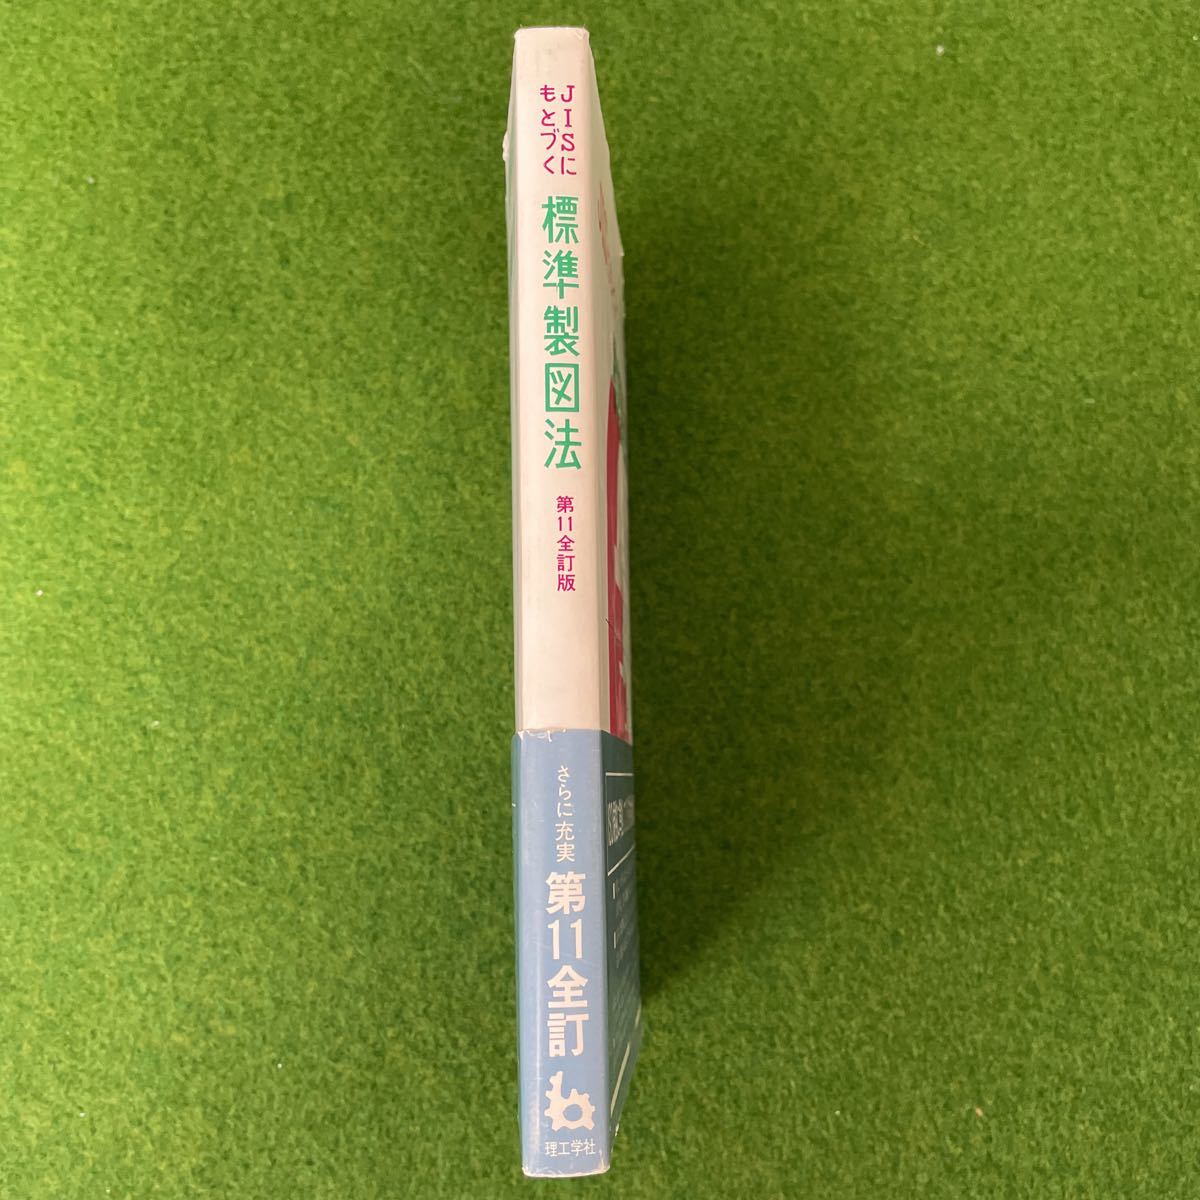 JISに
もとづく
標準製図法
第11全訂版
さらに充実
第11全訂
理工学社